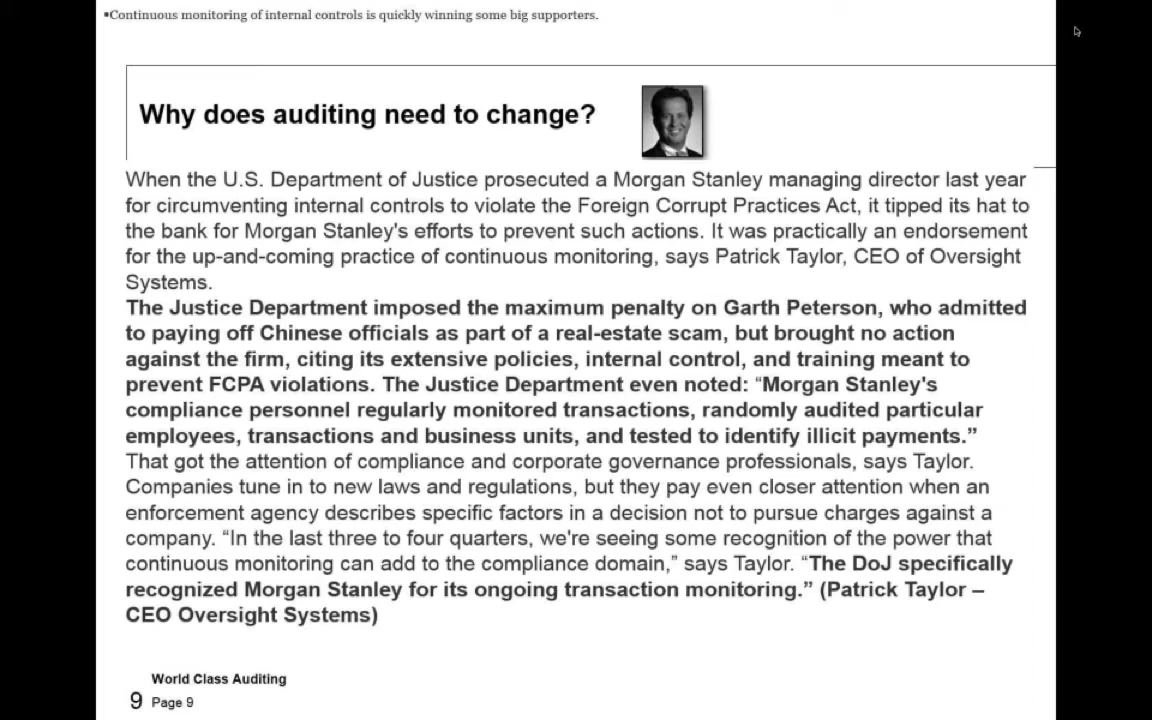 ▪Continuous monitoring of internal controls is quickly winning some big supporters.
Why does auditing need to change?
When the U.S. Department of Justice prosecuted a Morgan Stanley managing director last year
for circumventing internal controls to violate the Foreign Corrupt Practices Act, it tipped its hat to
the bank for Morgan Stanley's efforts to prevent such actions. It was practically an endorsement
for the up-and-coming practice of continuous monitoring, says Patrick Taylor, CEO of Oversight
Systems.
The Justice Department imposed the maximum penalty on Garth Peterson, who admitted
to paying off Chinese officials as part of a real-estate scam, but brought no action
against the firm, citing its extensive policies, internal control, and training meant to
prevent FCPA violations. The Justice Department even noted: “Morgan Stanley's
compliance personnel regularly monitored transactions, randomly audited particular
employees, transactions and business units, and tested to identify illicit payments.”
That got the attention of compliance and corporate governance professionals, says Taylor.
Companies tune in to new laws and regulations, but they pay even closer attention when an
enforcement agency describes specific factors in a decision not to pursue charges against a
company. “In the last three to four quarters, we're seeing some recognition of the power that
continuous monitoring can add to the compliance domain,” says Taylor. “The DoJ specifically
recognized Morgan Stanley for its ongoing transaction monitoring.” (Patrick Taylor –
CEO Oversight Systems)
World Class Auditing
9 Page 9